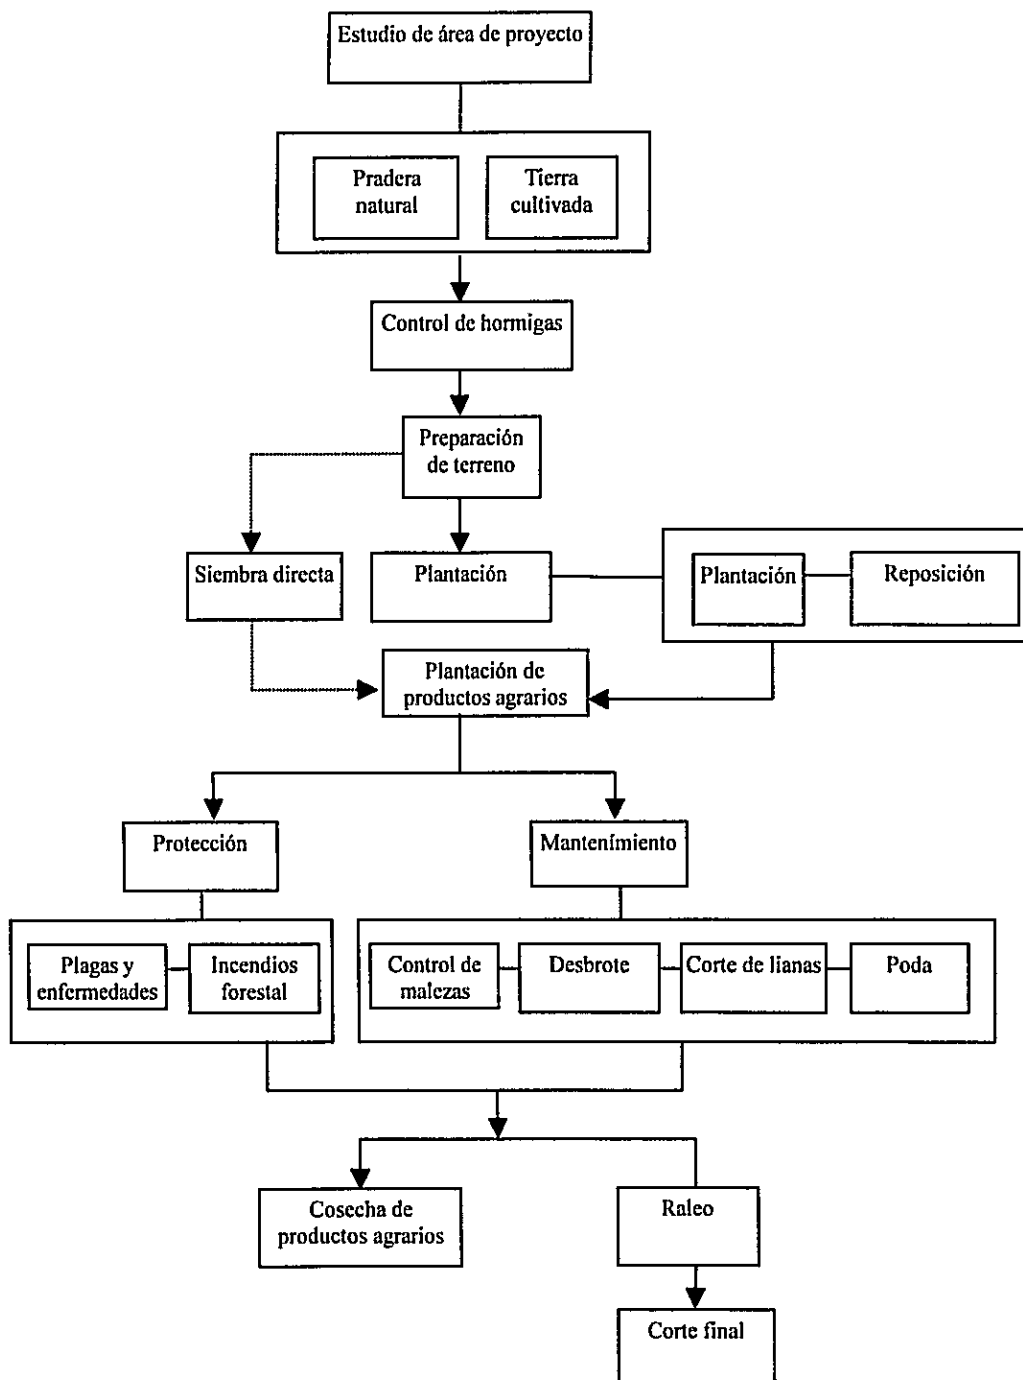 Estudio de área de proyecto
Pradera
natural
Tierra
cultivada
Control de hormigas
Preparación
de terreno
Siembra directa
Plantación
Plantación
Reposición
Plantación de
productos agrarios
Protección
Mantenimiento
Plagas y
enfermedades
Incendios
forestal
Control de
malezas
Desbrote
Corte de lianas
Poda
Cosecha de
productos agrarios
Raleo
Corte final